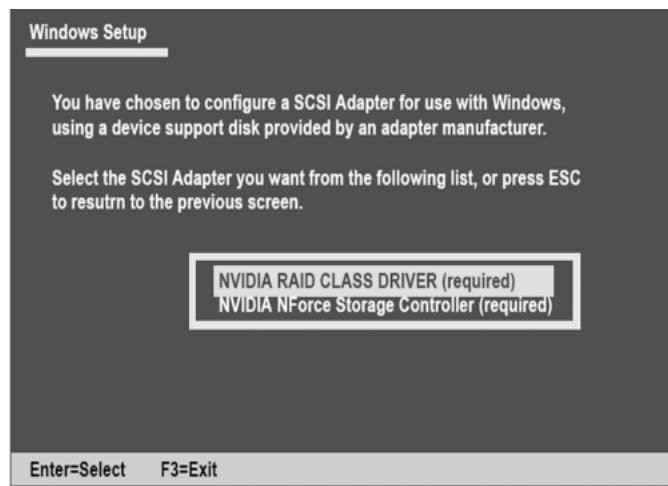 Windows Setup
You have chosen to configure a SCSI Adapter for use with Windows,
using a device support disk provided by an adapter manufacturer.
Select the SCSI Adapter you want from the following list, or press ESC
to resutrn to the previous screen.
NVIDIA RAID CLASS DRIVER (required)
NVIDIA NForce Storage Controller (required)
Enter=Select F3=Exit